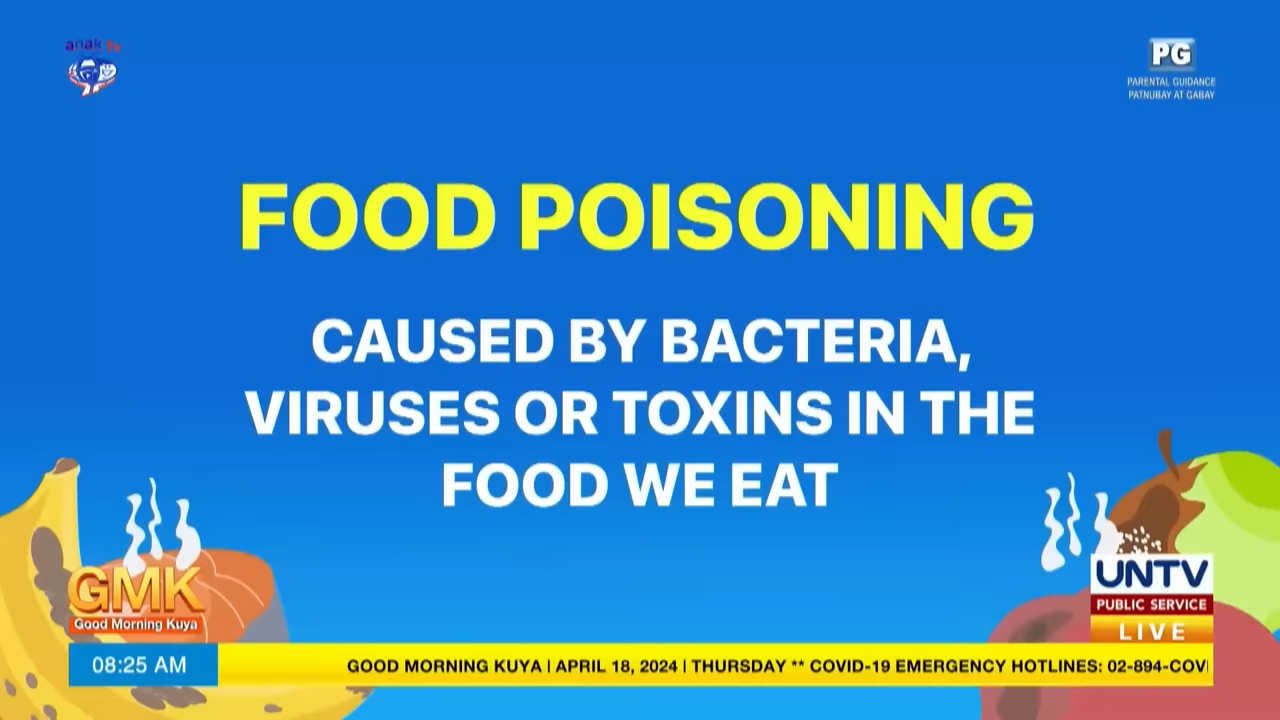 anak tv
PG
PARENTAL GUIDANCE
PATNUBAY AT GABAY
FOOD POISONING
CAUSED BY BACTERIA,
VIRUSES OR TOXINS IN THE
FOOD WE EAT
GMK
Good Morning Kuya
UNTV
PUBLIC SERVICE
LIVE
08:25 AM
GOOD MORNING KUYA | APRIL 18, 2024 | THURSDAY ** COVID-19 EMERGENCY HOTLINES: 02-894-COV